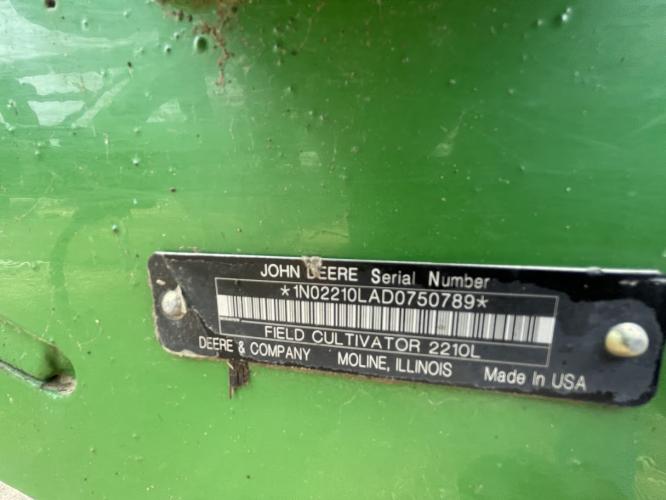 JOHN DEERE Serial Number
*1N02210LAD0750789*
FIELD CULTIVATOR 2210L
DEERE & COMPANY MOLINE, ILLINOIS Made in USA